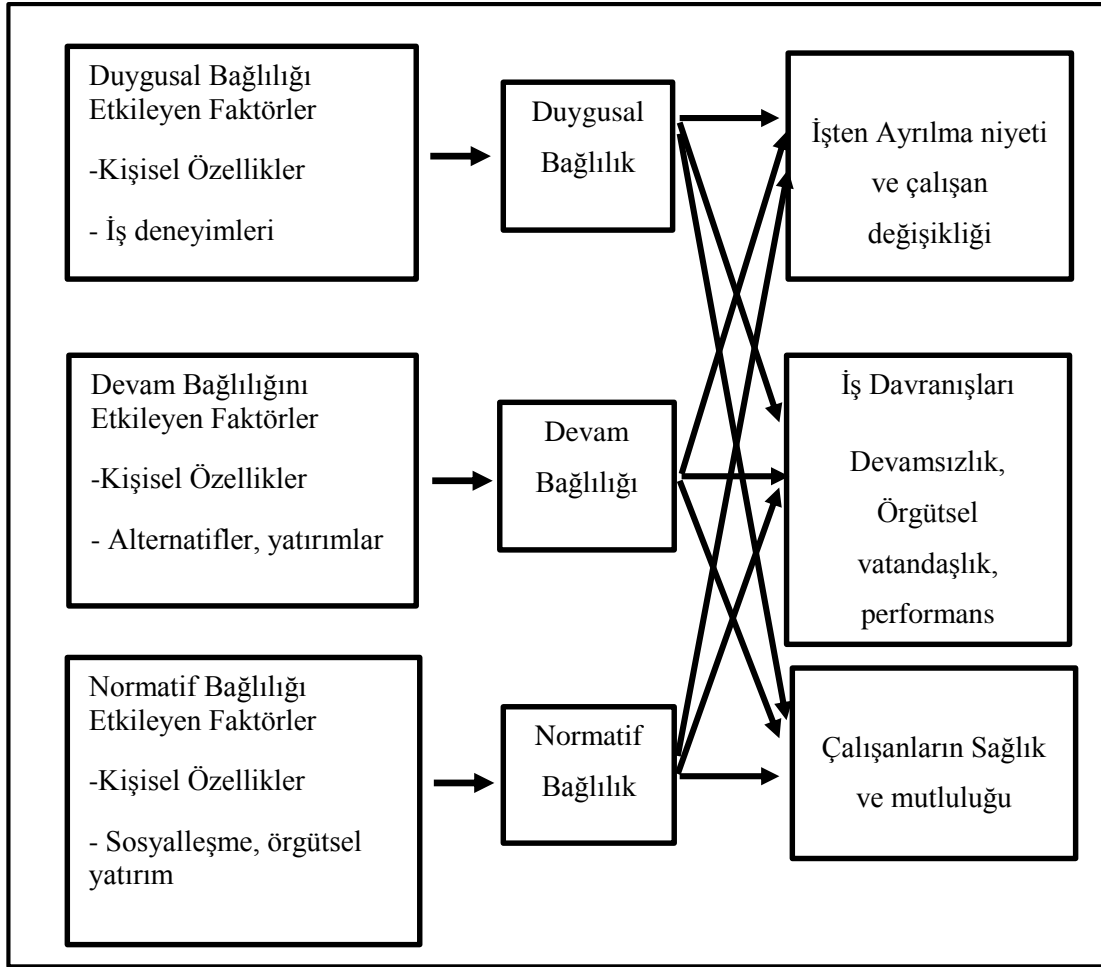 Duygusal Bağlılığı
Etkileyen Faktörler
-Kişisel Özellikler
- İş deneyimleri
Duygusal
Bağlılık
İşten Ayrılma niyeti
ve çalışan
değişikliği
Devam Bağlılığını
Etkileyen Faktörler
-Kişisel Özellikler
- Alternatifler, yatırımlar
Devam
Bağlılığı
İş Davranışları
Devamsızlık,
Örgütsel
vatandaşlık,
performans
Normatif Bağlılığı
Etkileyen Faktörler
-Kişisel Özellikler
- Sosyalleşme, örgütsel
yatırım
Normatif
Bağlılık
Çalışanların Sağlık
ve mutluluğu